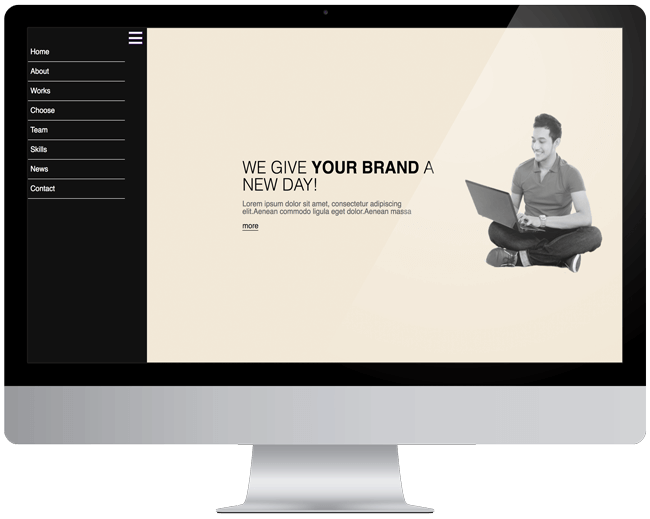 Home
About
Works
Choose
Team
Skills
News
Contact
WE GIVE YOUR BRAND A
NEW DAY!
Lorem ipsum dolor sit amet, consectetur adipiscing
elit.Aenean commodo ligula eget dolor.Aenean massa
more